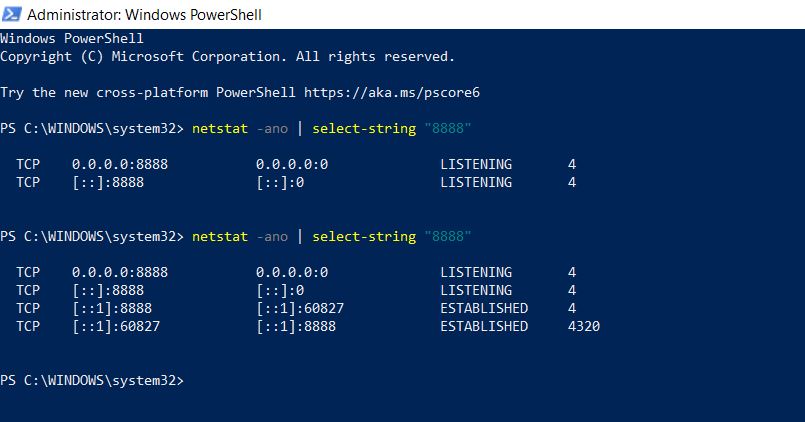 Administrator: Windows PowerShell
Windows PowerShell
Copyright (C) Microsoft Corporation. All rights reserved.
Try the new cross-platform PowerShell https://aka.ms/pscore6
PS C:\WINDOWS\system32> netstat -ano | select-string "8888"
TCP    0.0.0.0:8888           0.0.0.0:0              LISTENING       4
TCP    [::]:8888              [::]:0                 LISTENING       4
PS C:\WINDOWS\system32> netstat -ano | select-string "8888"
TCP    0.0.0.0:8888           0.0.0.0:0              LISTENING       4
TCP    [::]:8888              [::]:0                 LISTENING       4
TCP    [::1]:8888             [::1]:60827            ESTABLISHED     4
TCP    [::1]:60827            [::1]:8888             ESTABLISHED     4320
PS C:\WINDOWS\system32>